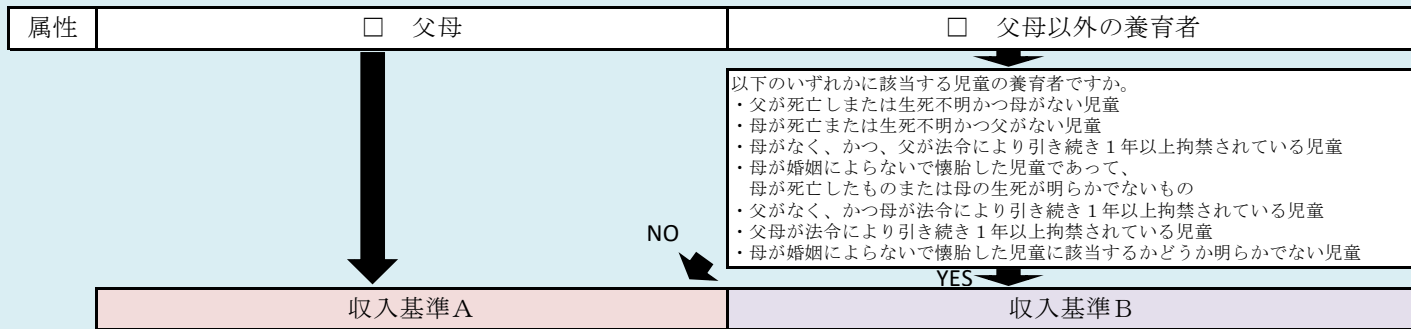 属性
□ 父母
□ 父母以外の養育者
以下のいずれかに該当する児童の養育者ですか。
・父が死亡しまたは生死不明かつ母がない児童
・母が死亡または生死不明かつ父がない児童
・母がなく、かつ、父が法令により引き続き１年以上拘禁されている児童
・母が婚姻によらないで懐胎した児童であって、
母が死亡したものまたは母の生死が明らかでないもの
・父がなく、かつ母が法令により引き続き１年以上拘禁されている児童
・父母が法令により引き続き１年以上拘禁されている児童
・母が婚姻によらないで懐胎した児童に該当するかどうか明らかでない児童
NO
YES
収入基準Ａ
収入基準Ｂ